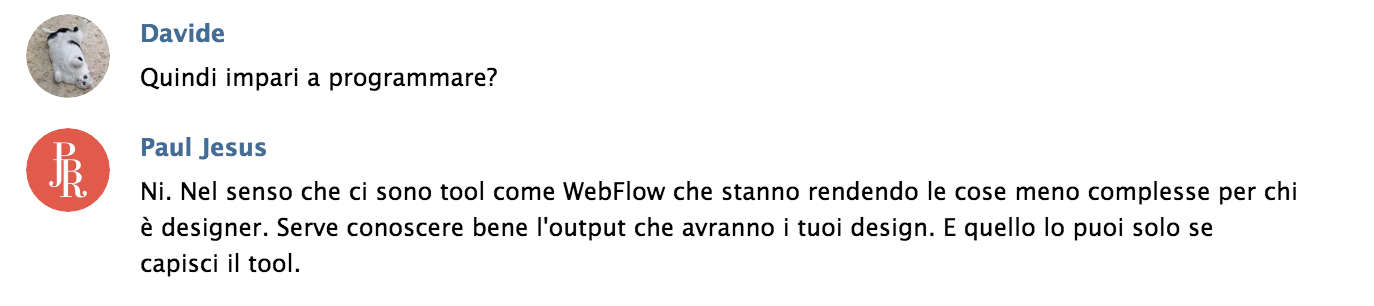 Davide
Quindi impari a programmare?
PJBR.
Paul Jesus
Ni. Nel senso che ci sono tool come WebFlow che stanno rendendo le cose meno complesse per chi
è designer. Serve conoscere bene l'output che avranno i tuoi design. E quello lo puoi solo se
capisci il tool.